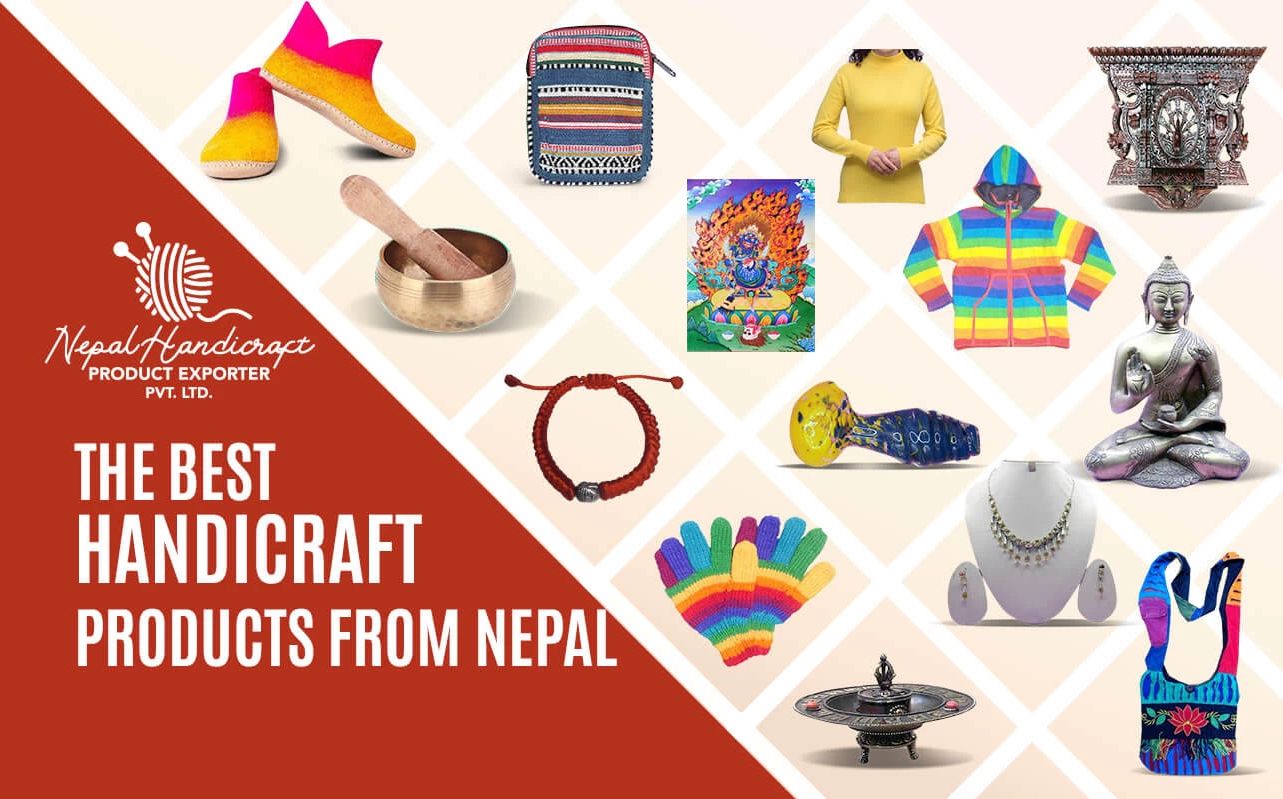 Nepal Handicraft
PRODUCT EXPORTER
PVT. LTD.
THE BEST
HANDICRAFT
PRODUCTS FROM NEPAL